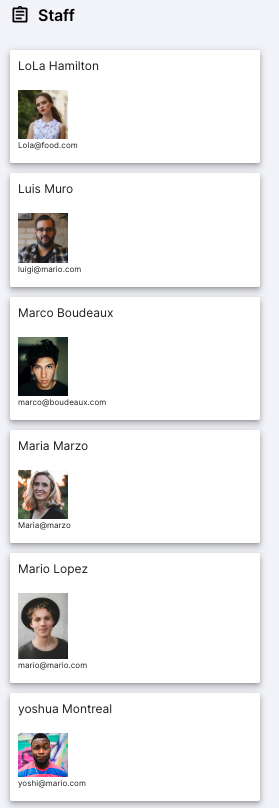 Staff
LoLa Hamilton
Lola@food.com
Luis Muro
luigi@mario.com
Marco Boudeaux
marco@boudeaux.com
Maria Marzo
Maria@marzo
Mario Lopez
mario@mario.com
yoshua Montreal
yoshi@mario.com